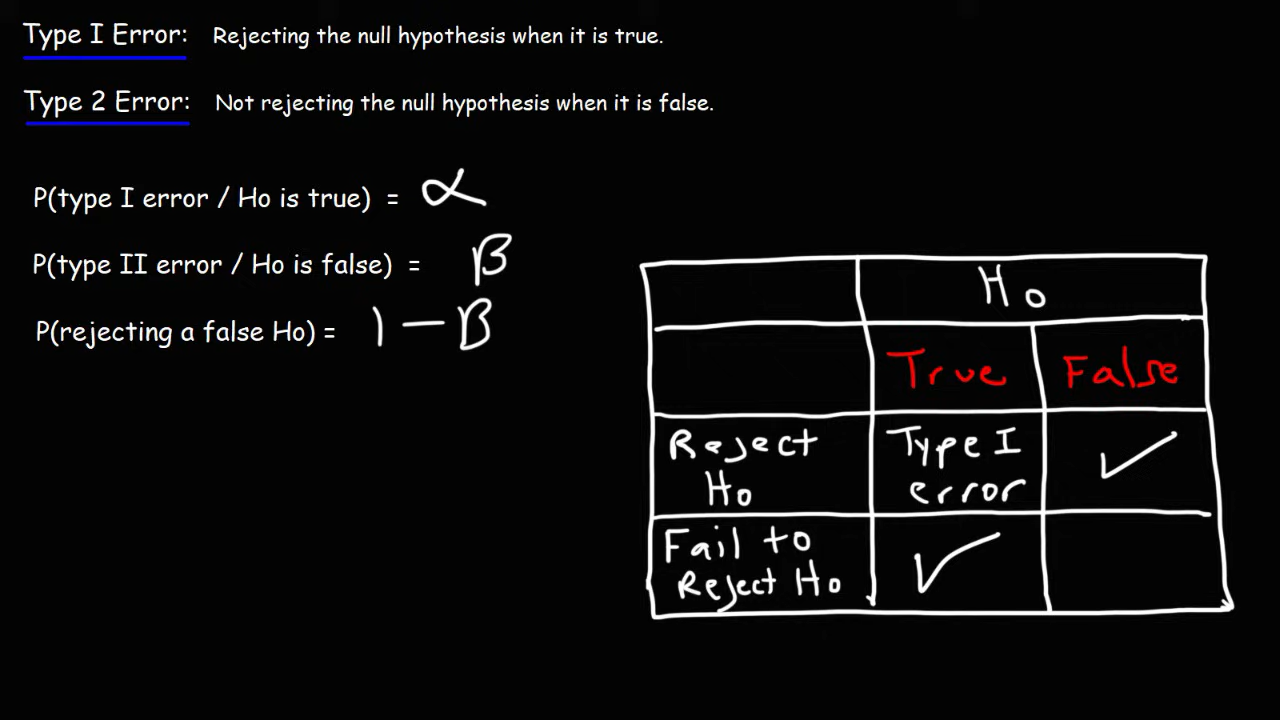 Type I Error: Rejecting the null hypothesis when it is true.
Type 2 Error: Not rejecting the null hypothesis when it is false.
P(type I error / Ho is true) = α
P(type II error / Ho is false) = β
P(rejecting a false Ho) = 1 - β
Ho
True False
Reject Ho
Type I error
✓
Fail to Reject Ho
✓